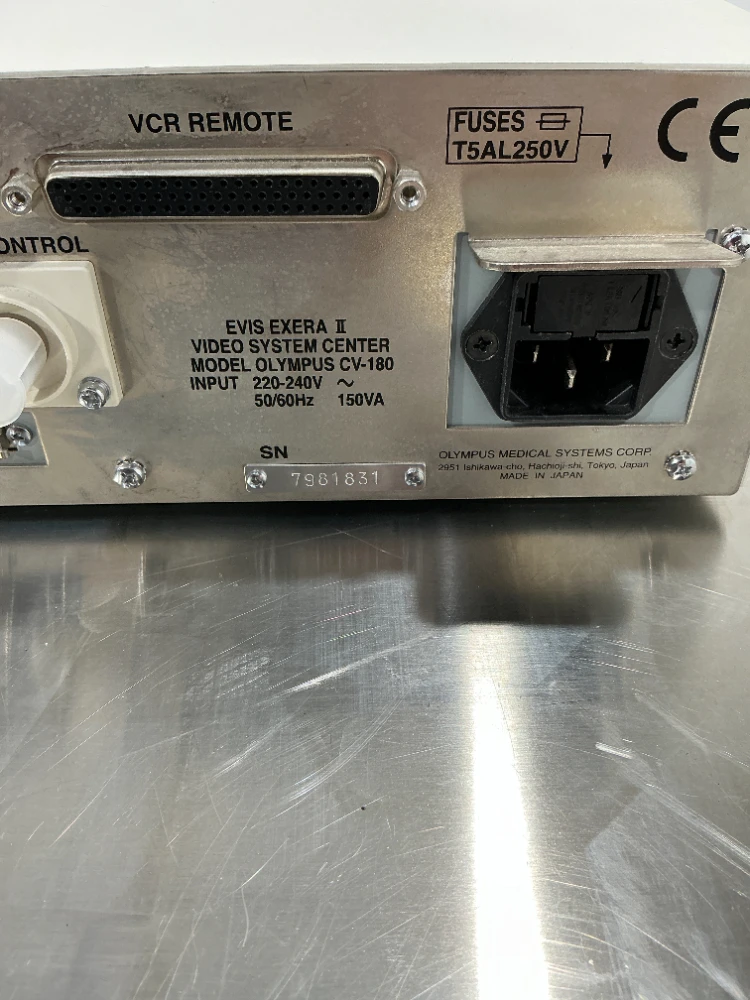 VCR REMOTE
FUSES
T5AL250V
CE
ONTROL
EVIS EXERA II
VIDEO SYSTEM CENTER
MODEL OLYMPUS CV-180
INPUT 220-240V ~
50/60Hz 150VA
SN
7981831
OLYMPUS MEDICAL SYSTEMS CORP.
2951 Ishikawa-cho, Hachioji-shi, Tokyo, Japan
MADE IN JAPAN